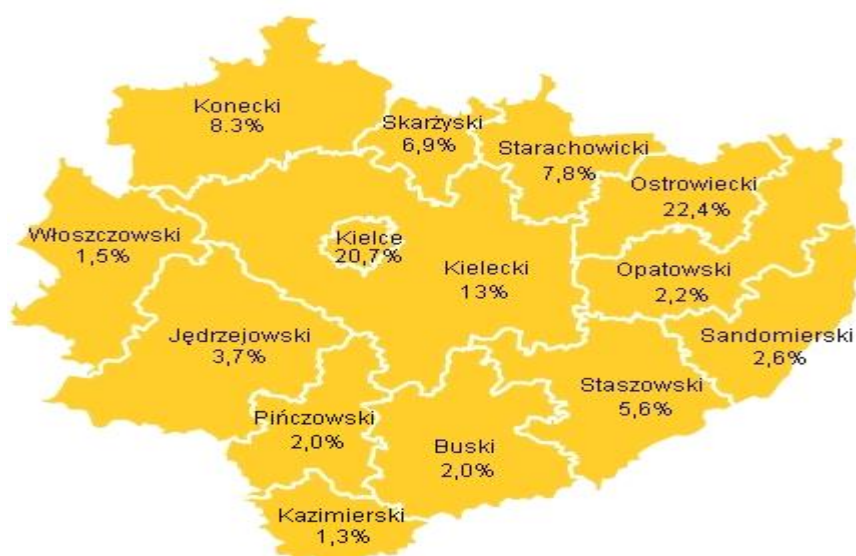 Konecki
8.3%
Skarżyski
6,9%
Starachowicki
7,8%
Ostrowiecki
22,4%
Włoszczowski
1,5%
Kielce
20,7%
Kielecki
13%
Opatowski
2,2%
Jędrzejowski
3,7%
Sandomierski
2,6%
Staszowski
5,6%
Pińczowski
2,0%
Buski
2,0%
Kazimierski
1,3%